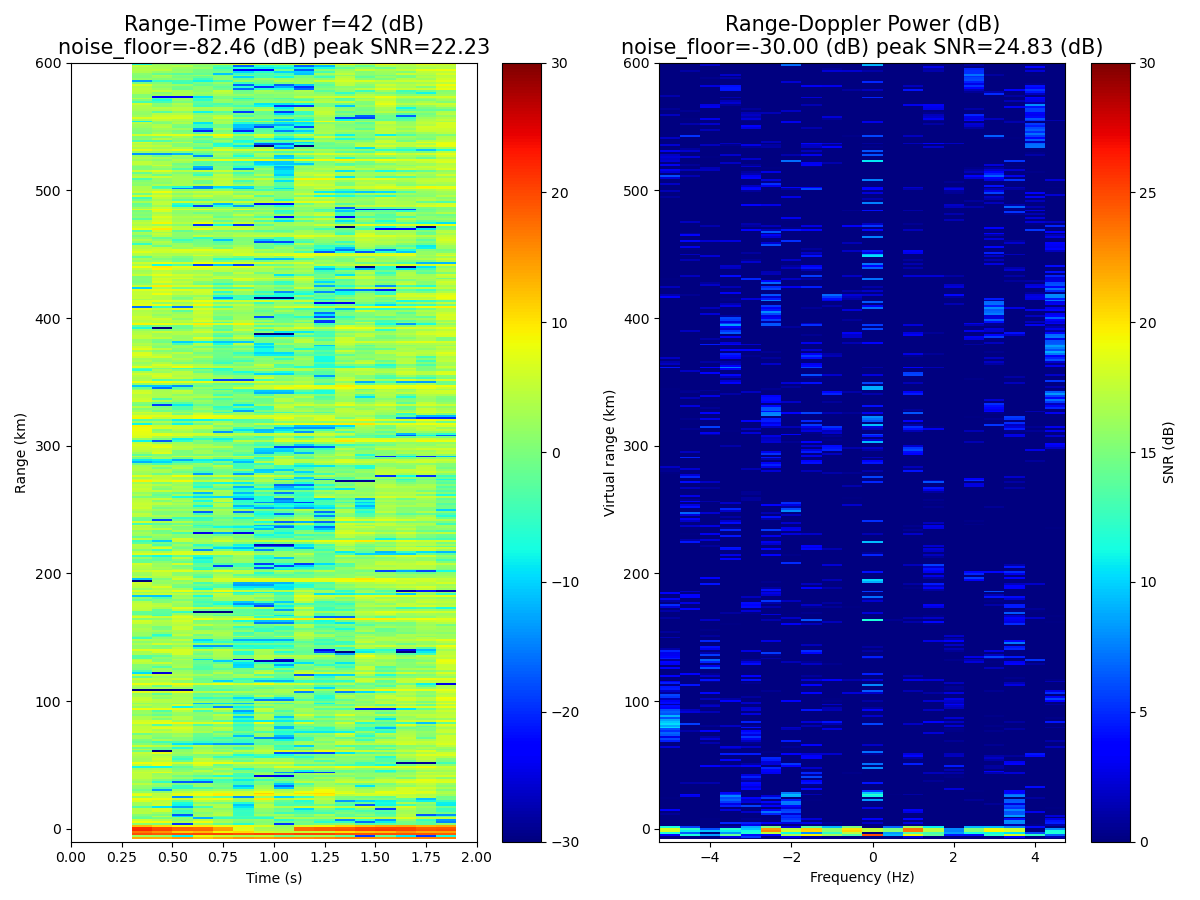 Range-Time Power f=42 (dB)
noise_floor=-82.46 (dB) peak SNR=22.23
600
500
400
300
200
100
0
Range (km)
0.00 0.25 0.50 0.75 1.00 1.25 1.50 1.75 2.00
Time (s)
30
20
10
0
−10
−20
−30
Range-Doppler Power (dB)
noise_floor=-30.00 (dB) peak SNR=24.83 (dB)
600
500
400
300
200
100
0
Virtual range (km)
−4 −2 0 2 4
Frequency (Hz)
30
25
20
15
10
5
0
SNR (dB)